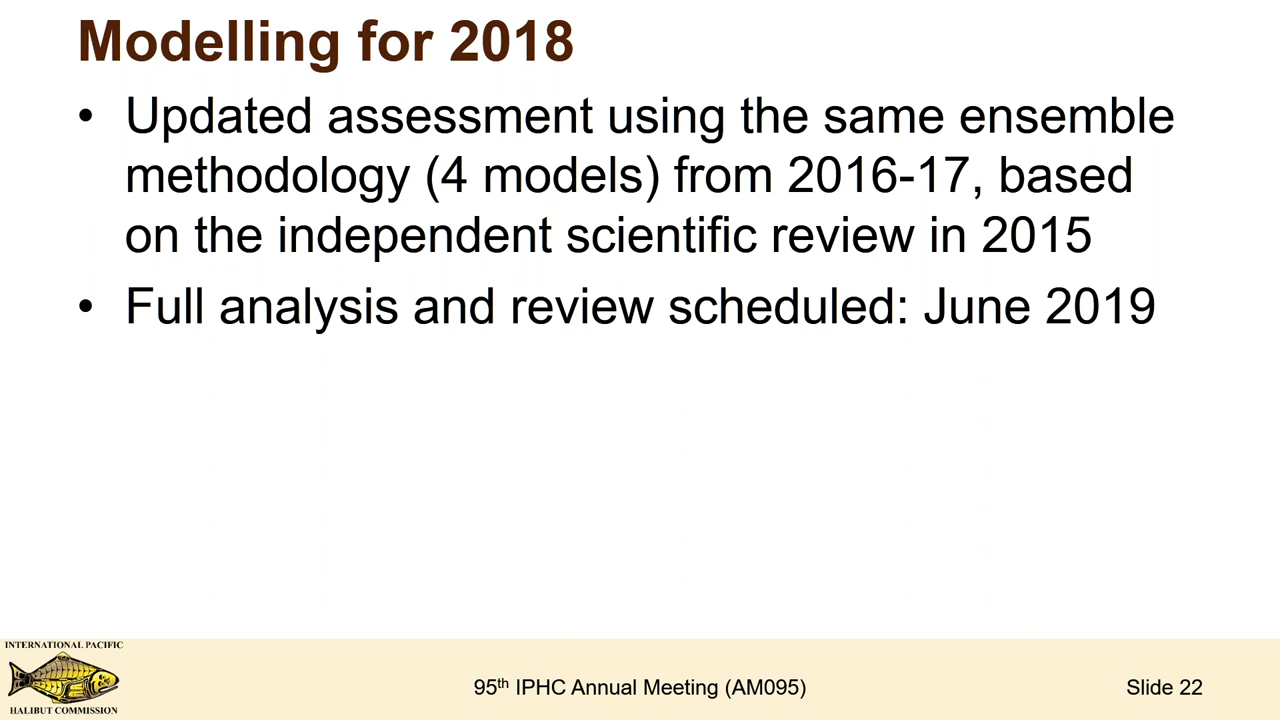 Modelling for 2018
• Updated assessment using the same ensemble
methodology (4 models) from 2016-17, based
on the independent scientific review in 2015
• Full analysis and review scheduled: June 2019
INTERNATIONAL PACIFIC
HALIBUT COMMISSION
95th IPHC Annual Meeting (AM095)
Slide 22